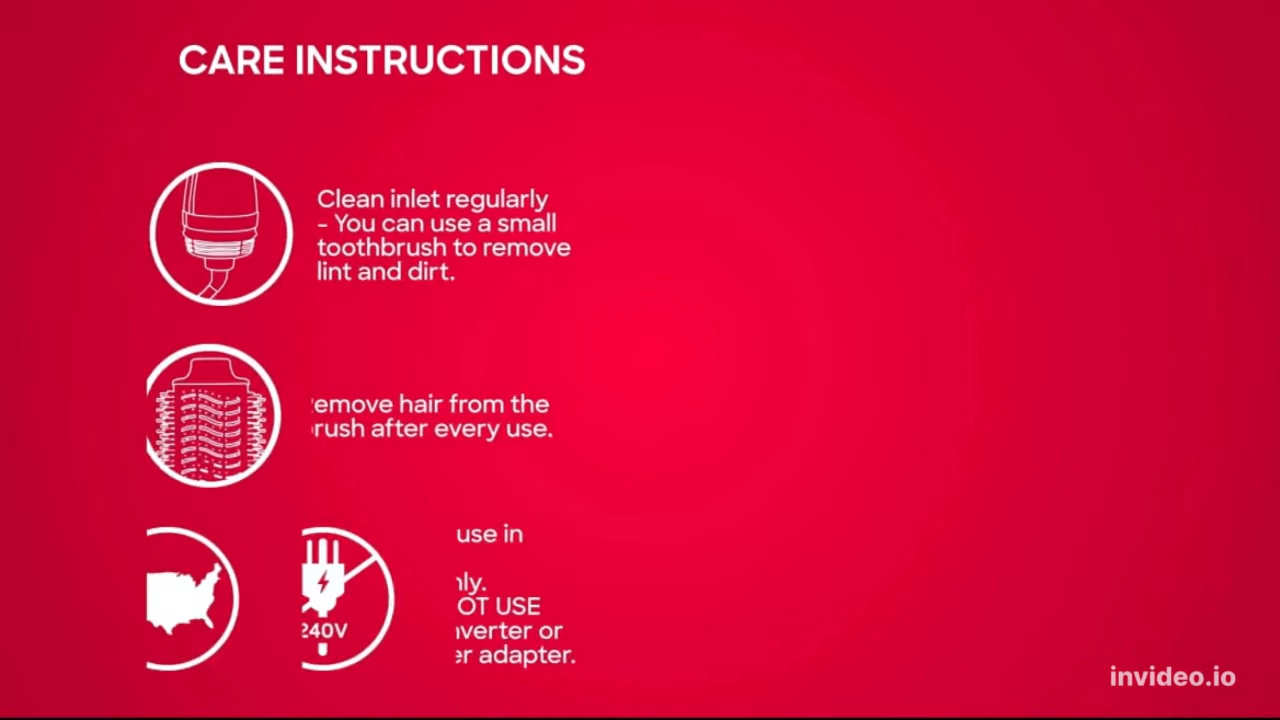 CARE INSTRUCTIONS
Clean inlet regularly
- You can use a small
toothbrush to remove
lint and dirt.
emove hair from the
rush after every use.
240V
use in
nly.
OT USE
verter or
er adapter.
invideo.io